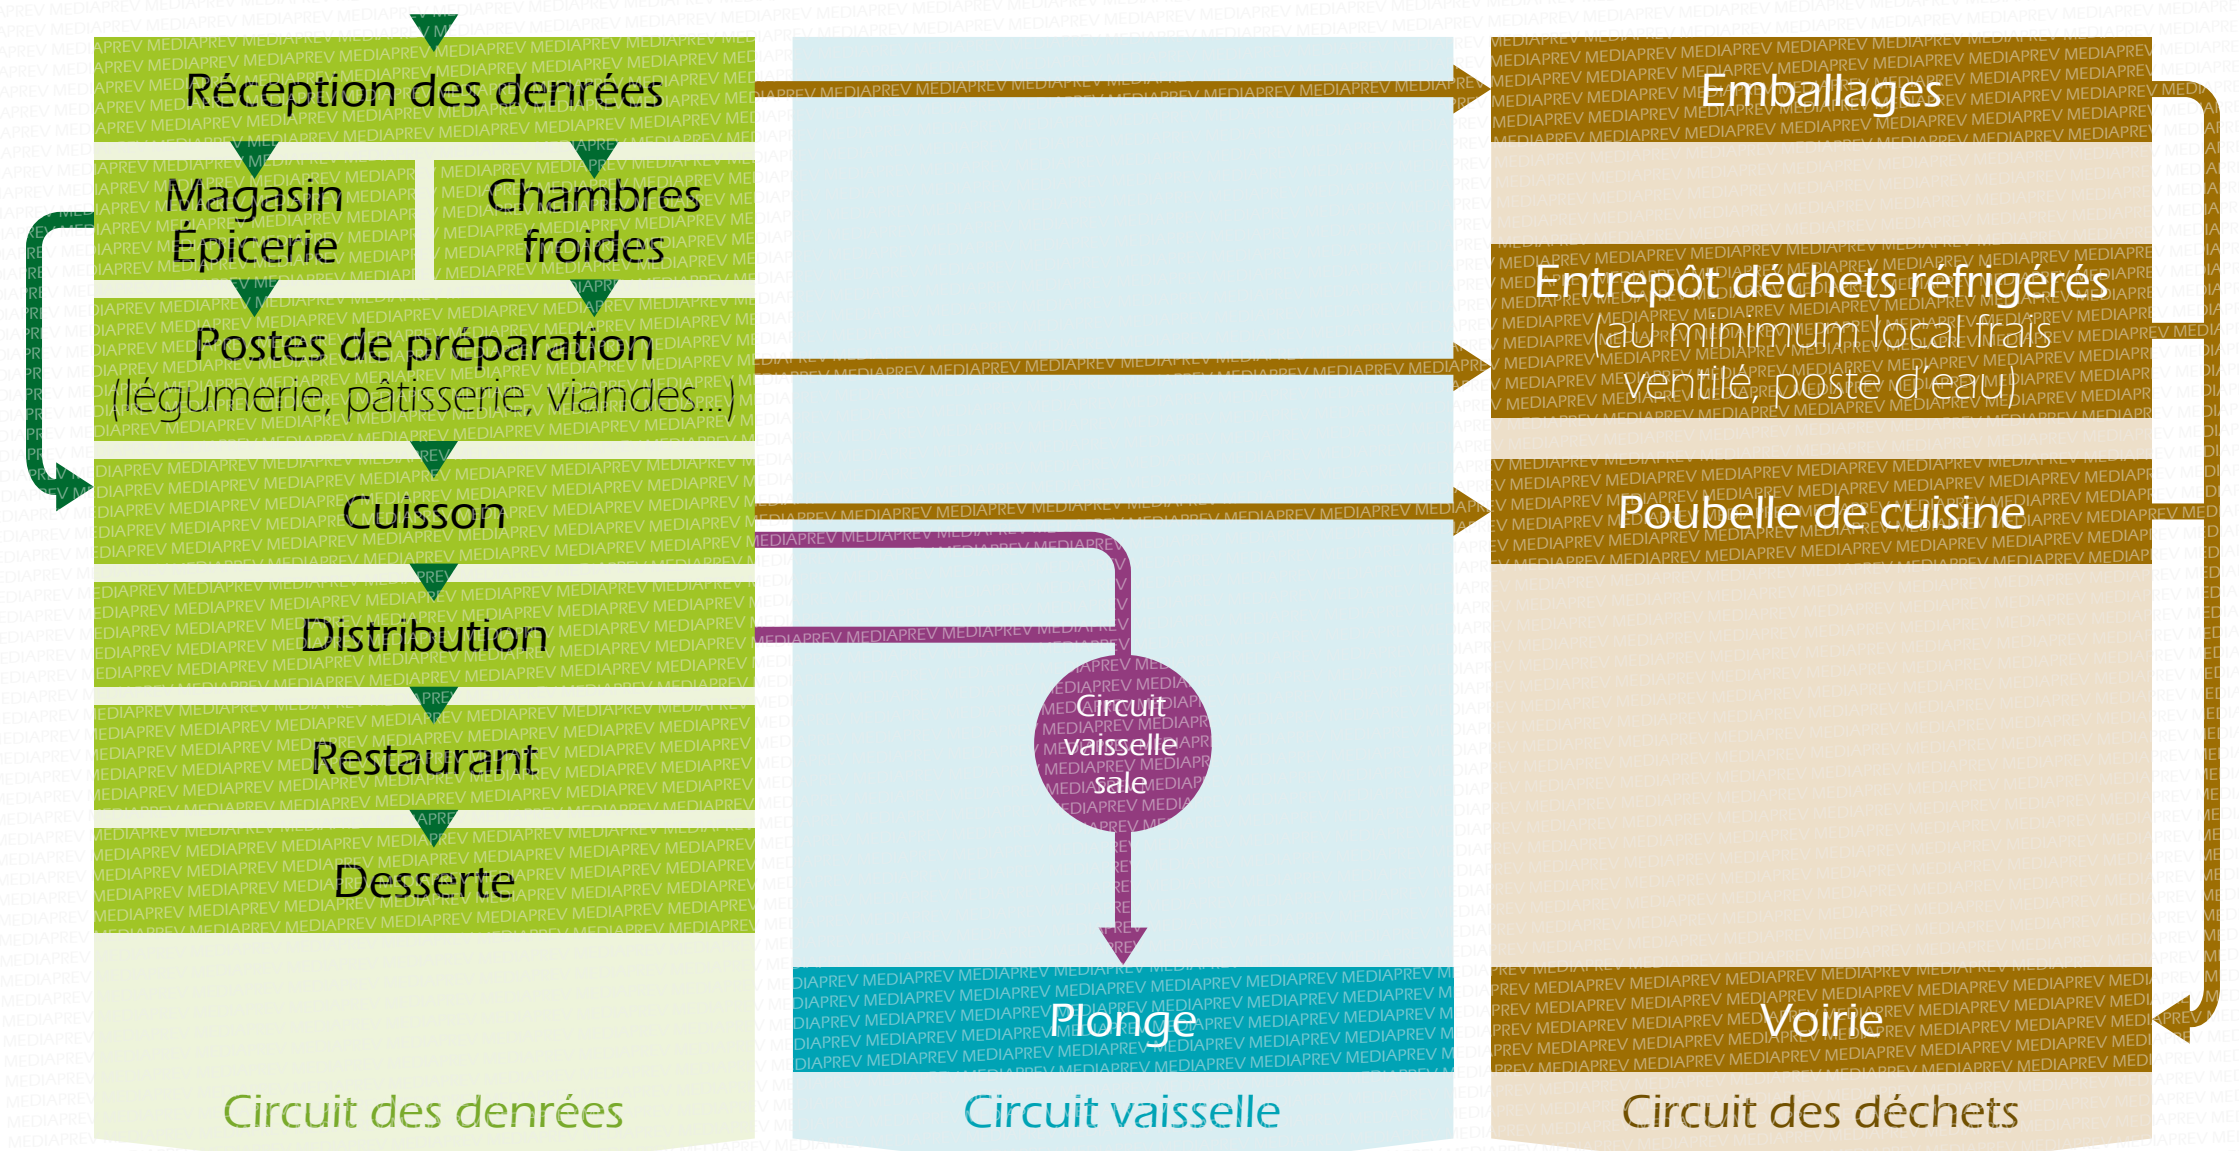 Réception des denrées
Magasin
Épicerie
Chambres
froides
Postes de préparation
(légumerie, pâtisserie, viandes...)
Cuisson
Distribution
Restaurant
Desserte
Circuit des denrées
Circuit
vaisselle
sale
Plonge
Circuit vaisselle
Emballages
Entrepôt déchets réfrigérés
(au minimum local frais
ventilé, poste d'eau)
Poubelle de cuisine
Voirie
Circuit des déchets
MEDIAPREV